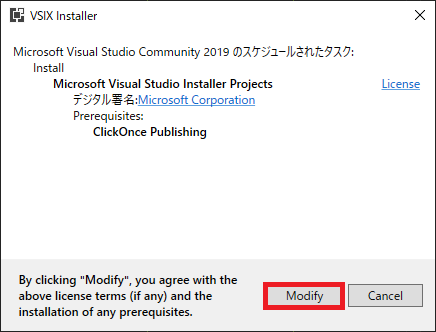 VSIX Installer
Microsoft Visual Studio Community 2019 のスケジュールされたタスク:
Install
Microsoft Visual Studio Installer Projects License
デジタル署名:Microsoft Corporation
Prerequisites:
ClickOnce Publishing
By clicking "Modify", you agree with the
above license terms (if any) and the
installation of any prerequisites.
Modify Cancel